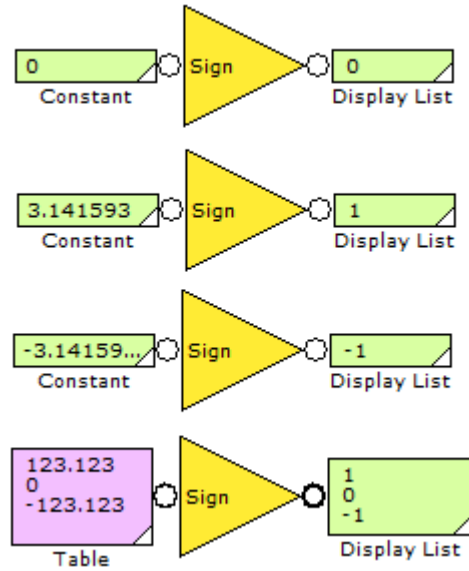 0
Sign
0
Constant
Display List
3.141593
Sign
1
Constant
Display List
-3.14159...
Sign
-1
Constant
Display List
123.123
0
-123.123
Sign
1
0
-1
Table
Display List